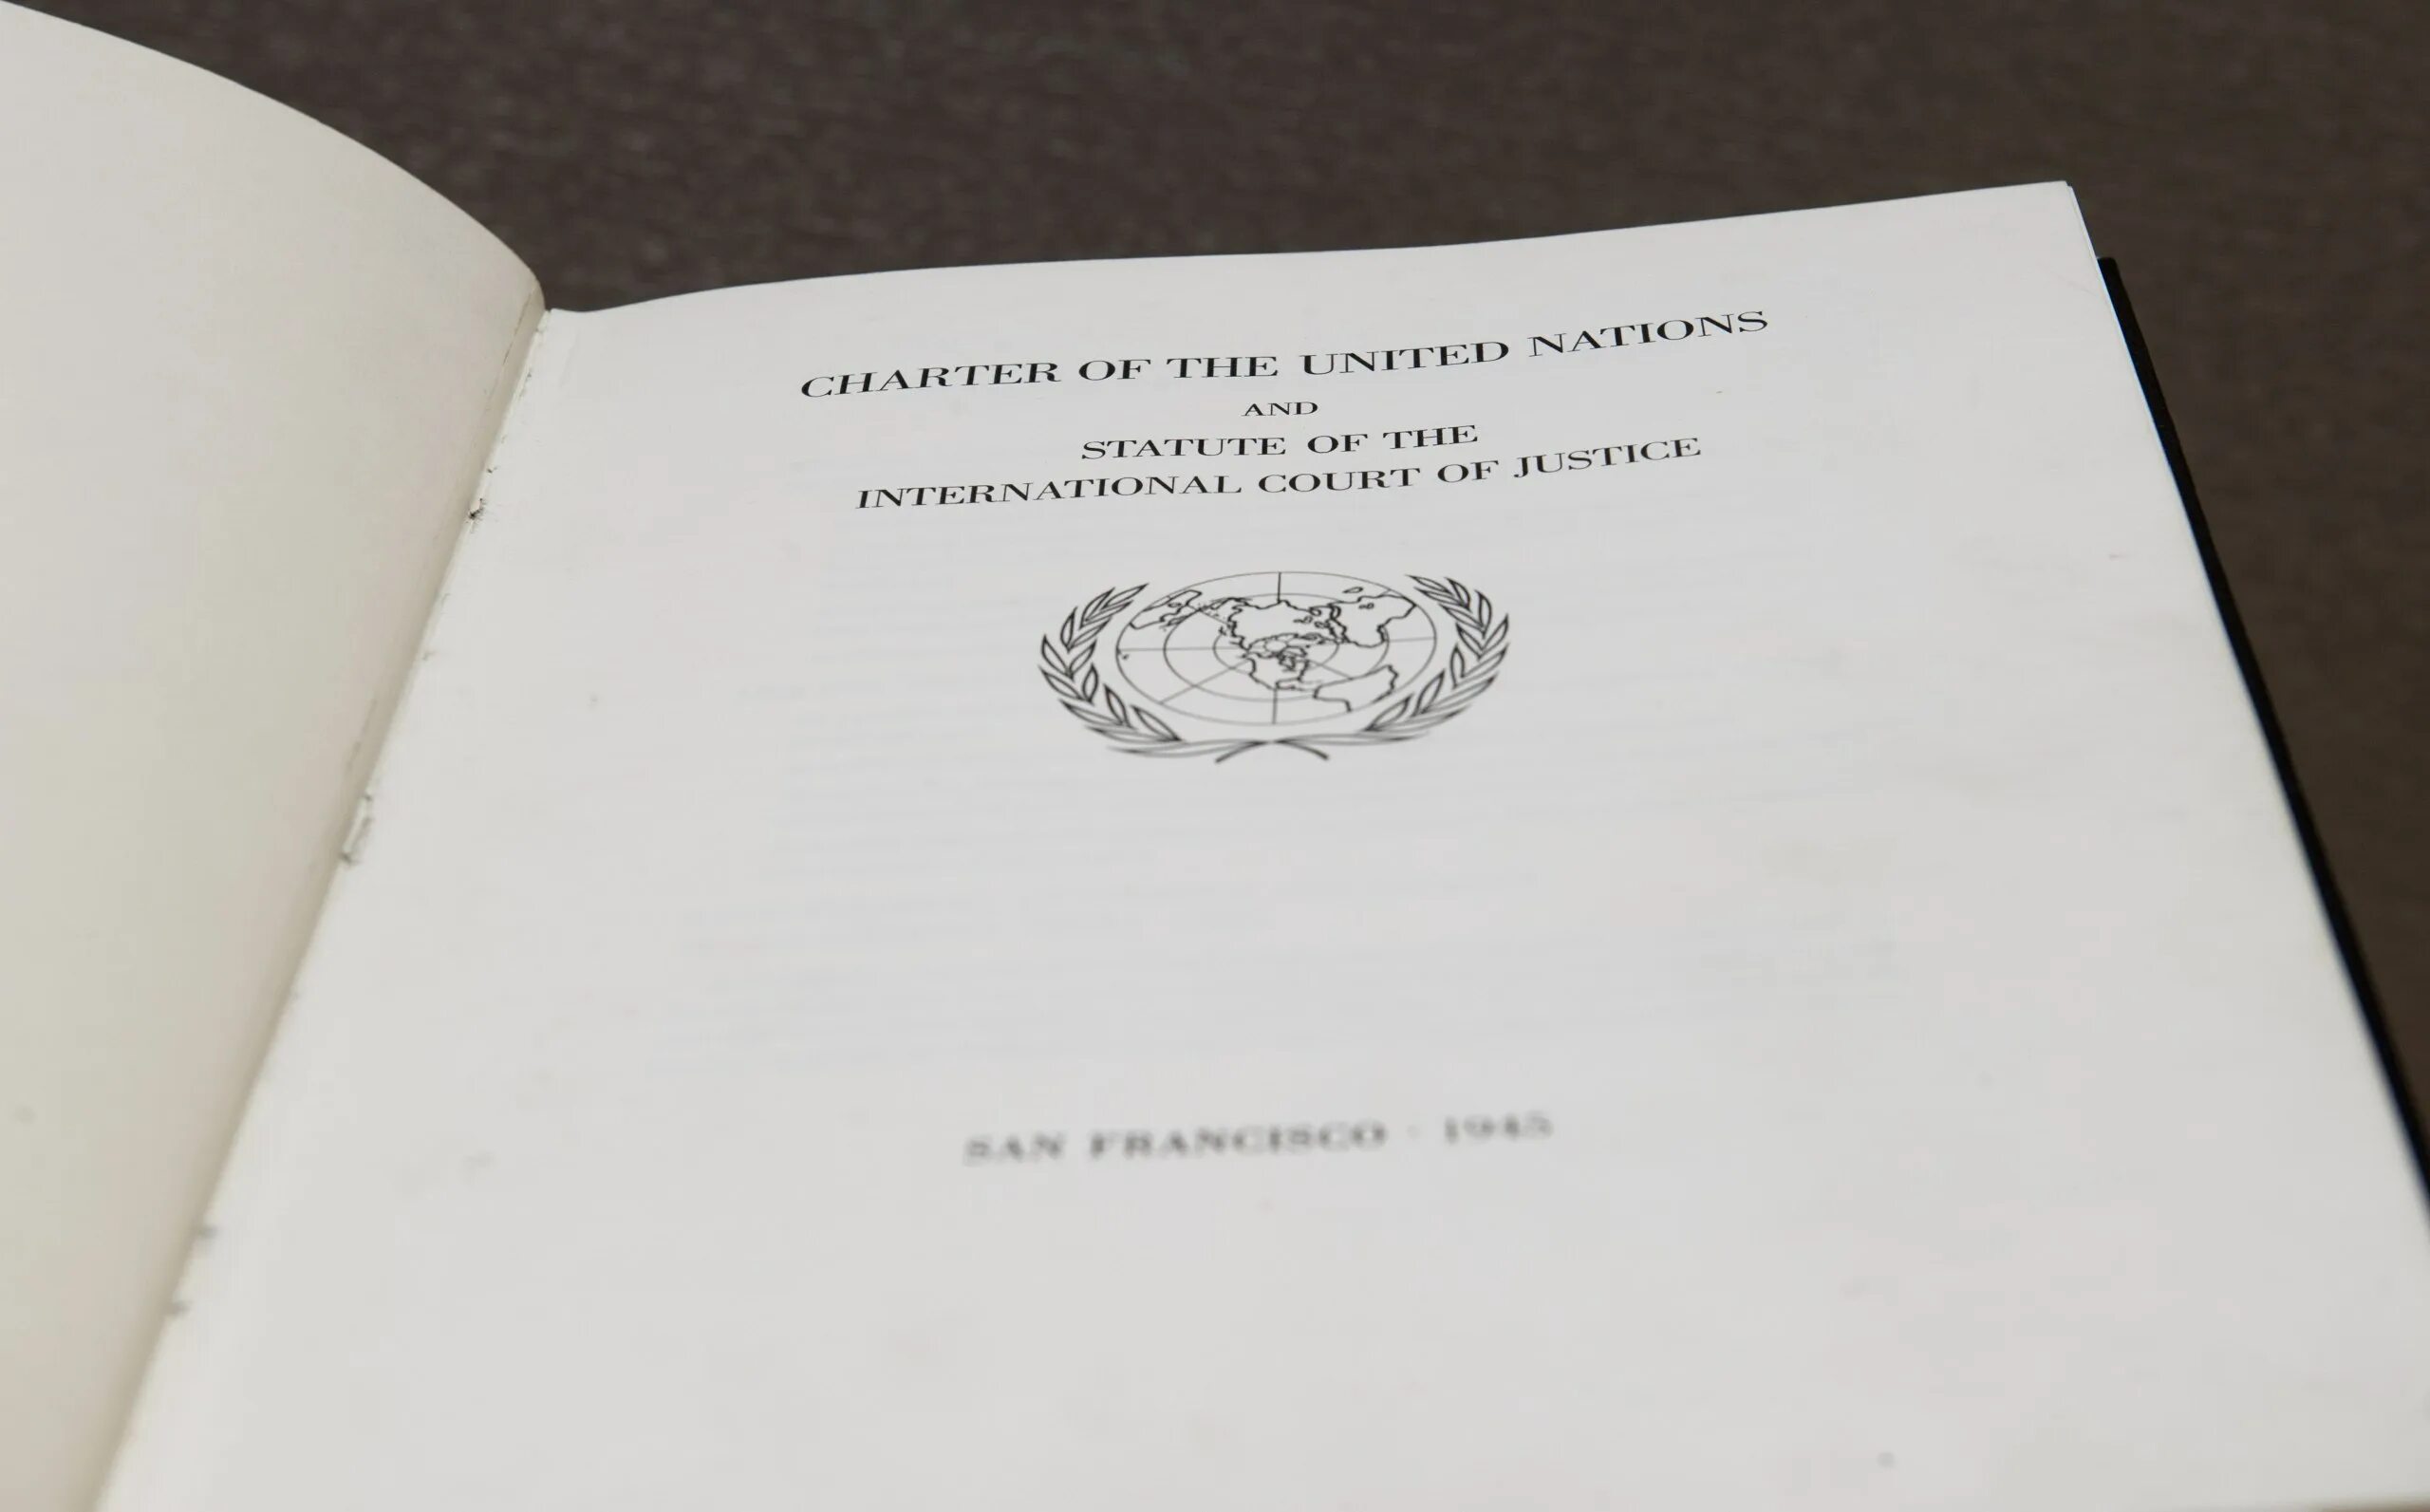 CHARTER OF THE UNITED NATIONS
AND
STATUTE OF THE
INTERNATIONAL COURT OF JUSTICE
SAN FRANCISCO · 1945